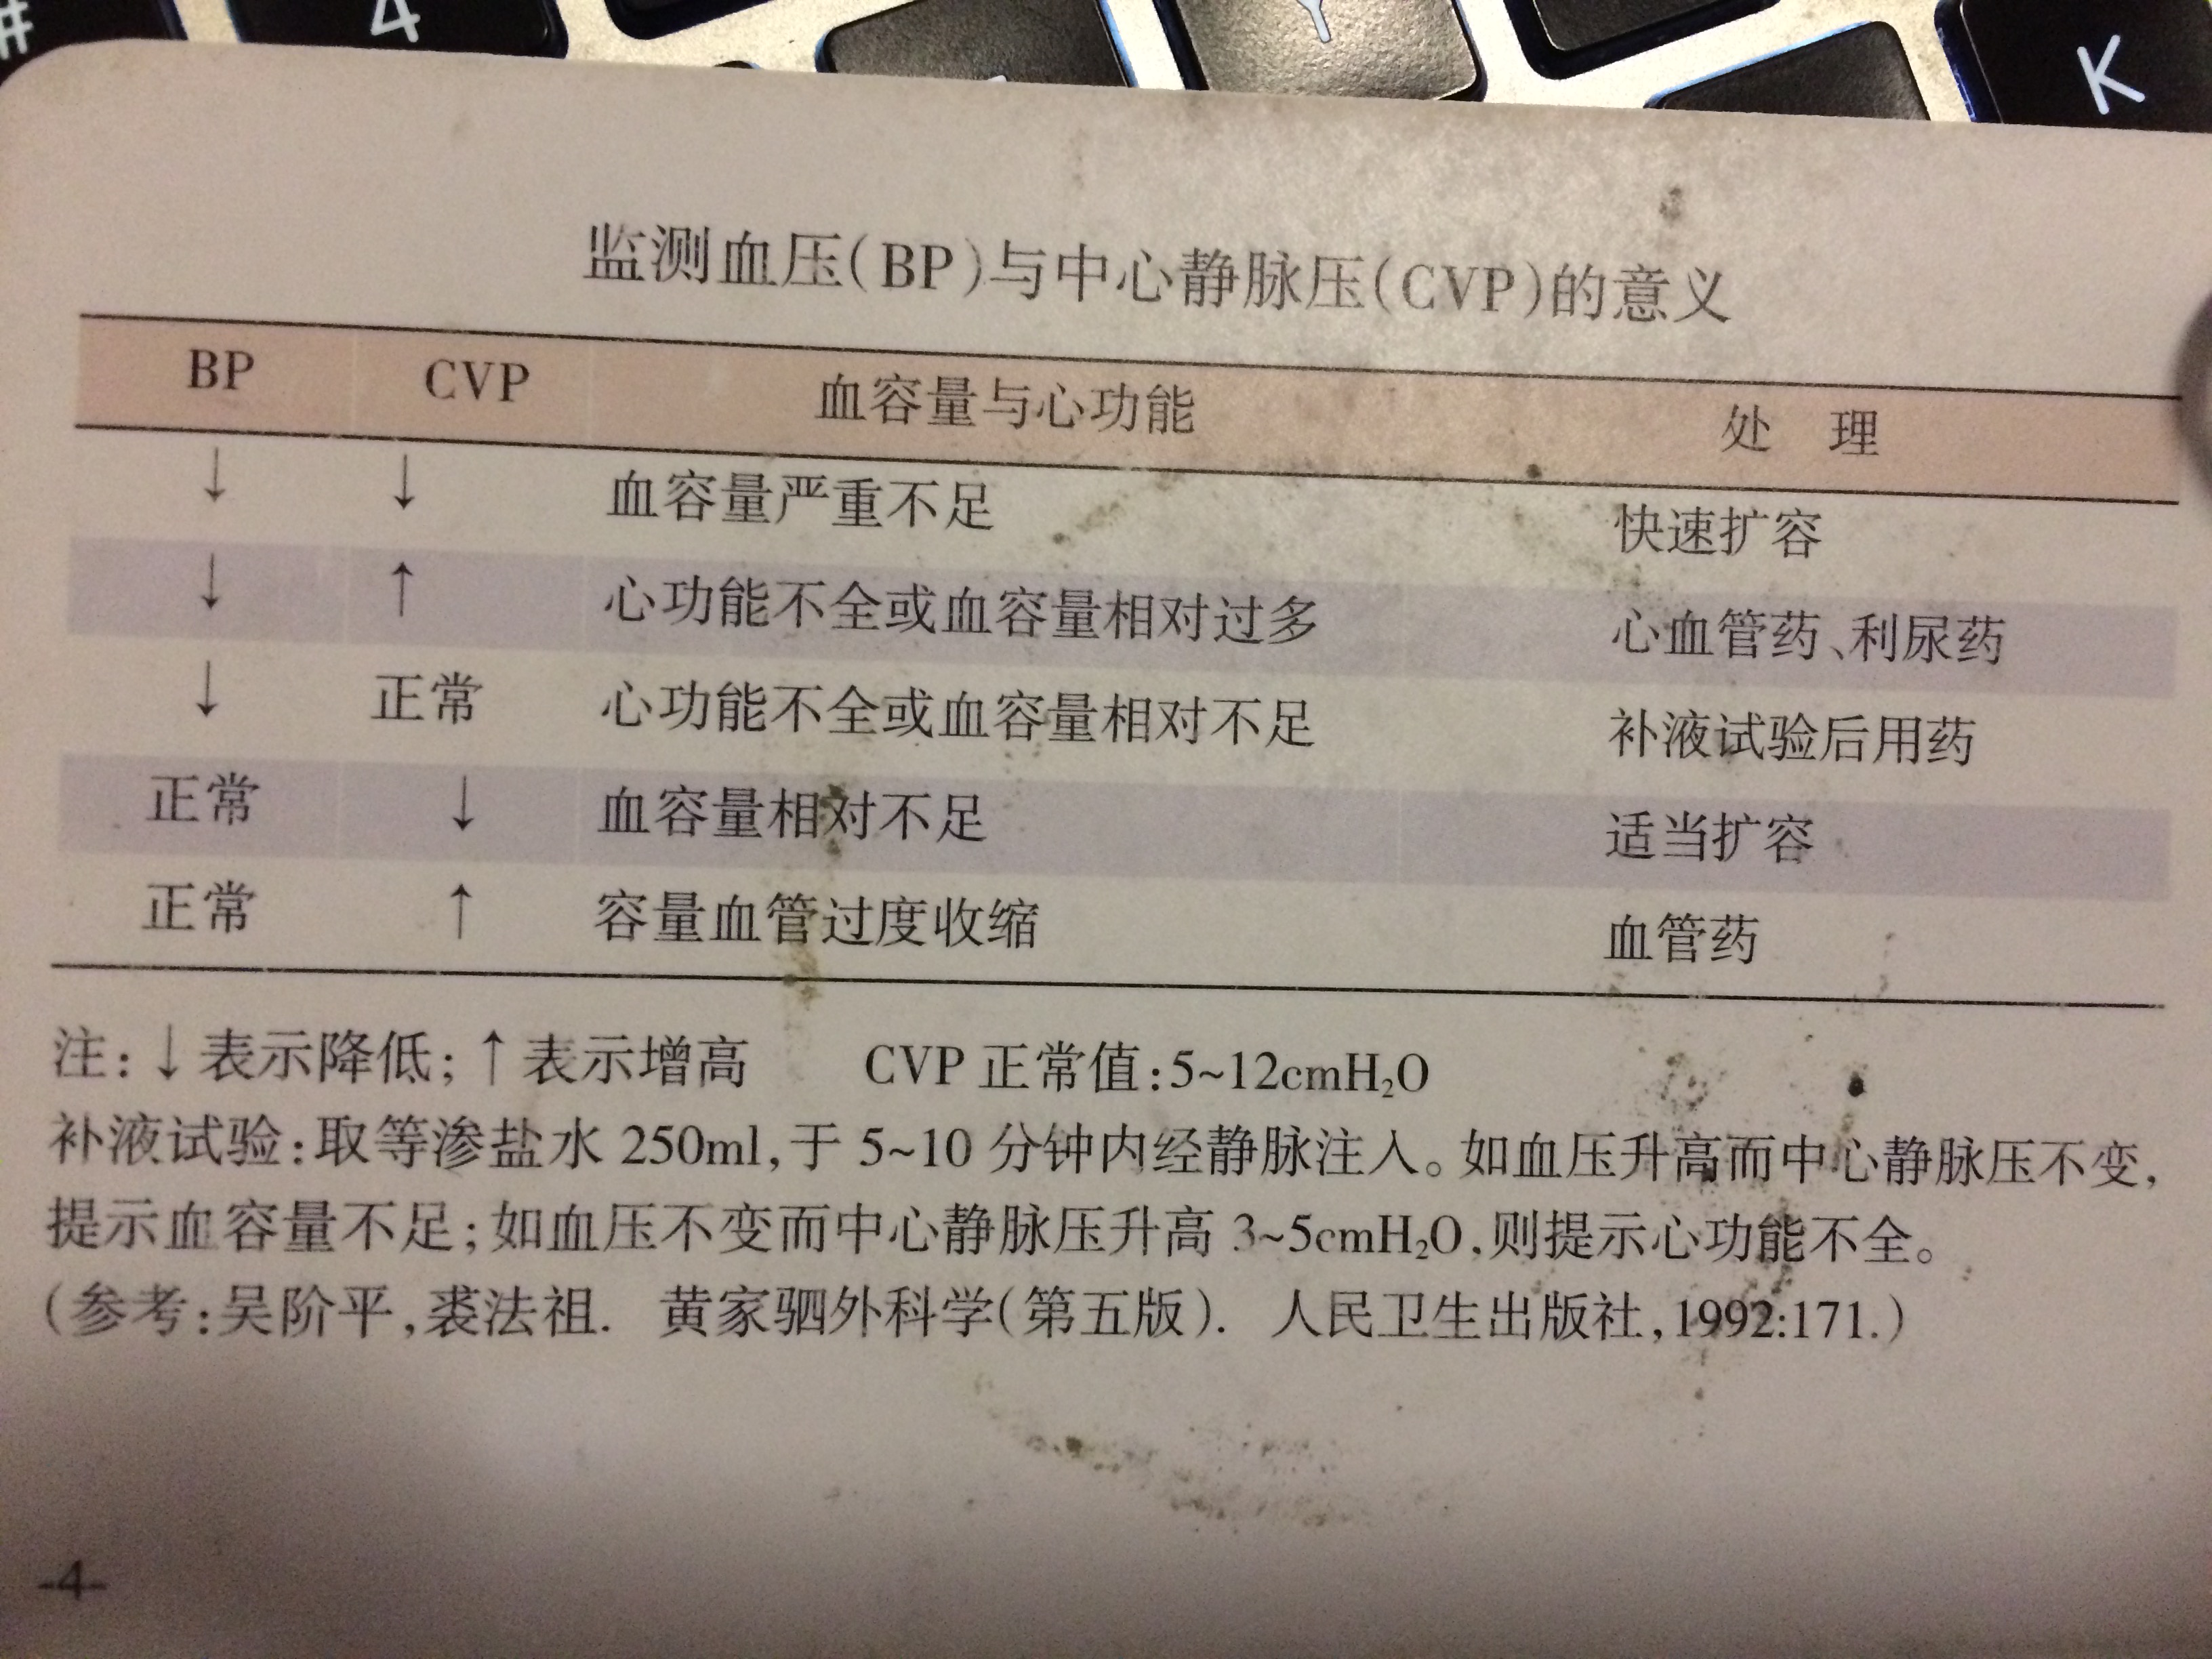 监测血压(BP)与中心静脉压(CVP)的意义
BP CVP 血容量与心功能 处 理
↓ ↓ 血容量严重不足 快速扩容
↓ ↑ 心功能不全或血容量相对过多 心血管药、利尿药
↓ 正常 心功能不全或血容量相对不足 补液试验后用药
正常 ↓ 血容量相对不足 适当扩容
正常 ↑ 容量血管过度收缩 血管药
注：↓表示降低；↑表示增高 CVP 正常值：5~12cmH₂O
补液试验：取等渗盐水 250ml，于 5~10 分钟内经静脉注入。如血压升高而中心静脉压不变，
提示血容量不足；如血压不变而中心静脉压升高 3~5cmH₂O，则提示心功能不全。
（参考：吴阶平，裘法祖． 黄家驷外科学（第五版）． 人民卫生出版社，1992:171.）
4
#
4
Y
K